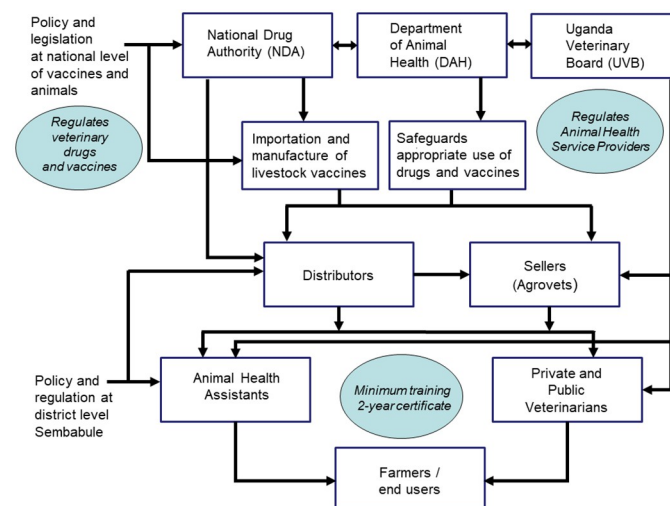 Policy and
legislation
at national level
of vaccines and
animals
National Drug
Authority (NDA)
Department
of Animal
Health (DAH)
Uganda
Veterinary
Board (UVB)
Regulates
veterinary
drugs
and vaccines
Importation and
manufacture of
livestock vaccines
Safeguards
appropriate use of
drugs and vaccines
Regulates
Animal Health
Service Providers
Distributors
Sellers
(Agrovets)
Policy and
regulation at
district level
Sembabule
Animal Health
Assistants
Minimum training
2-year certificate
Private and
Public
Veterinarians
Farmers /
end users